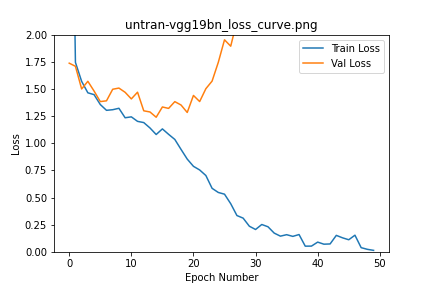 untran-vgg19bn_loss_curve.png
2.00
1.75
1.50
1.25
1.00
0.75
0.50
0.25
0.00
Loss
Train Loss
Val Loss
0 10 20 30 40 50
Epoch Number